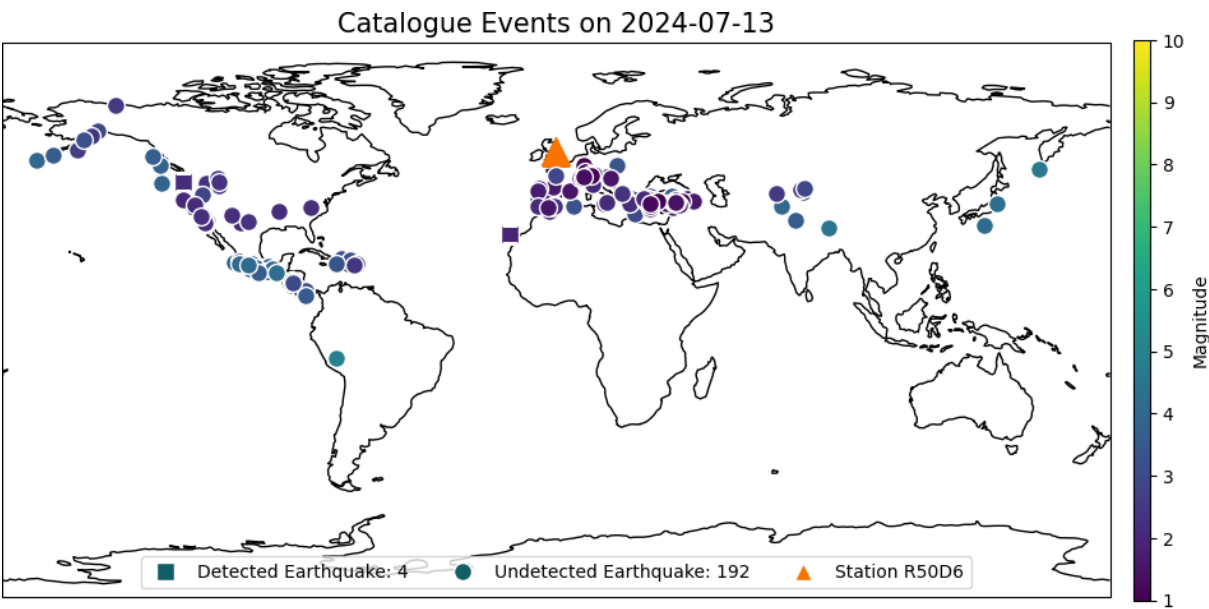 Catalogue Events on 2024-07-13
10
9
8
7
6
5
4
3
2
1
Magnitude
Detected Earthquake: 4
Undetected Earthquake: 192
Station R50D6